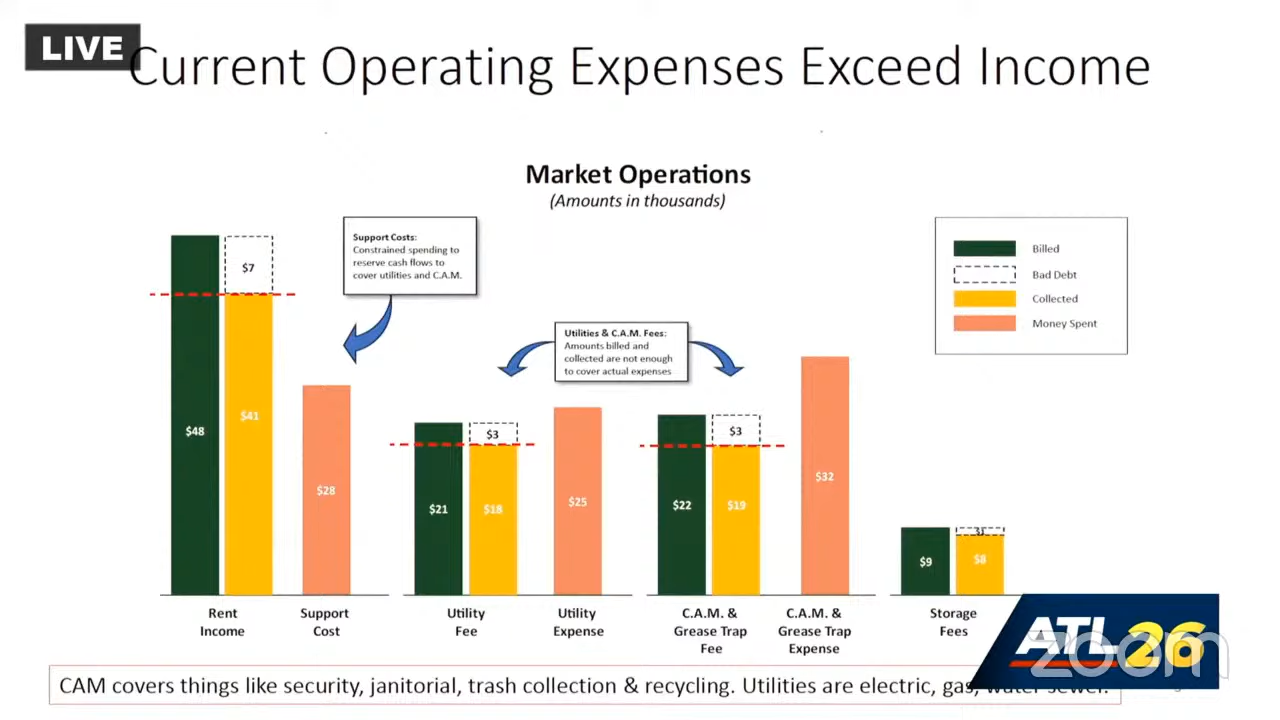 LIVE
Current Operating Expenses Exceed Income
Market Operations
(Amounts in thousands)
Support Costs:
Constrained spending to
reserve cash flows to
cover utilities and C.A.M.
Utilities & C.A.M. Fees:
Amounts billed and
collected are not enough
to cover actual expenses
Billed
Bad Debt
Collected
Money Spent
$48
$7
$41
$28
$21
$3
$18
$25
$22
$3
$19
$32
$9
$1
$8
Rent
Income
Support
Cost
Utility
Fee
Utility
Expense
C.A.M. &
Grease Trap
Fee
C.A.M. &
Grease Trap
Expense
Storage
Fees
CAM covers things like security, janitorial, trash collection & recycling. Utilities are electric, gas, water sewer.
ATL26
zoom